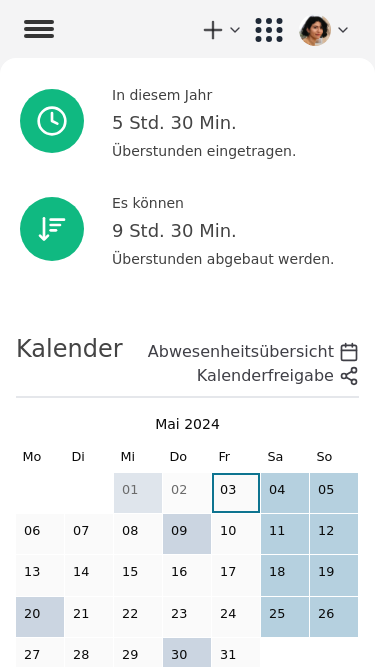 In diesem Jahr
5 Std. 30 Min.
Überstunden eingetragen.
Es können
9 Std. 30 Min.
Überstunden abgebaut werden.
Kalender
Abwesenheitsübersicht
Kalenderfreigabe
Mai 2024
Mo Di Mi Do Fr Sa So
01 02 03 04 05
06 07 08 09 10 11 12
13 14 15 16 17 18 19
20 21 22 23 24 25 26
27 28 29 30 31